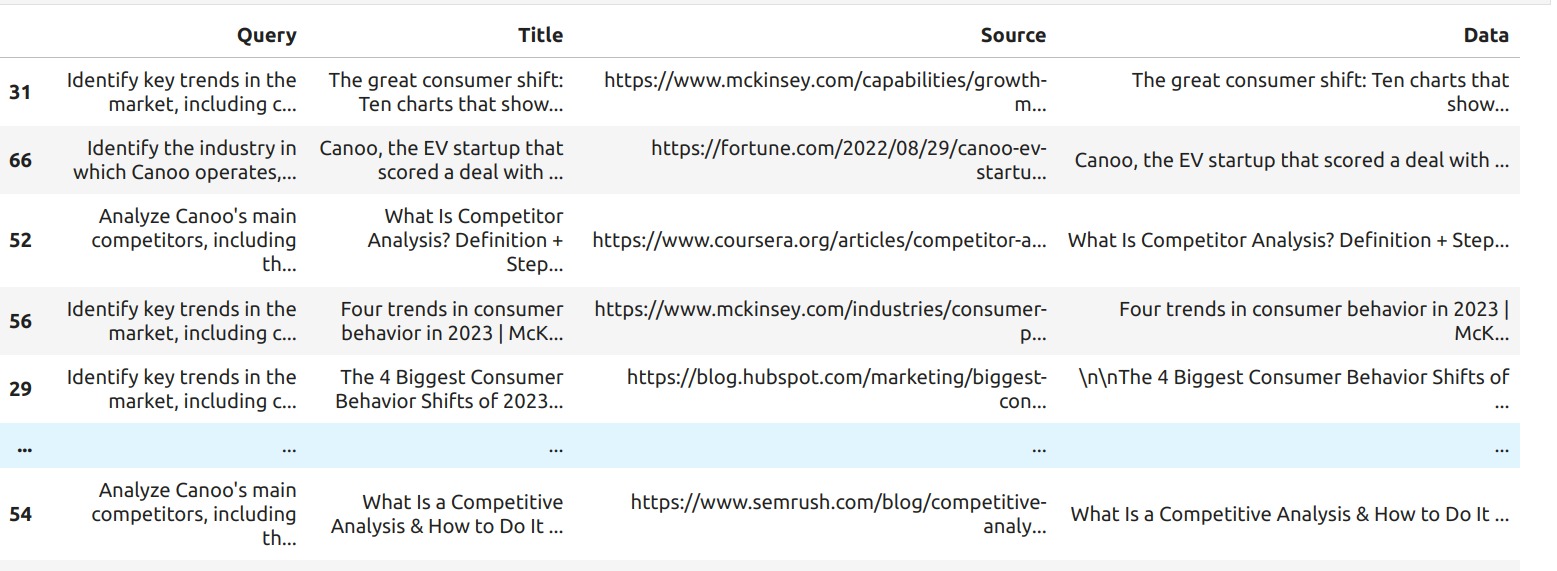 Query Title Source Data
31 Identify key trends in the The great consumer shift: https://www.mckinsey.com/capabilities/growth- The great consumer shift: Ten charts that
market, including c... Ten charts that show... m... show...
66 Identify the industry in Canoo, the EV startup that https://fortune.com/2022/08/29/canoo-ev- Canoo, the EV startup that scored a deal with ...
which Canoo operates,... scored a deal with ... startu...
52 Analyze Canoo's main What Is Competitor https://www.coursera.org/articles/competitor-a... What Is Competitor Analysis? Definition + Step...
competitors, including Analysis? Definition +
th... Step...
56 Identify key trends in the Four trends in consumer https://www.mckinsey.com/industries/consumer- Four trends in consumer behavior in 2023 |
market, including c... behavior in 2023 | McK... p... McK...
29 Identify key trends in the The 4 Biggest Consumer https://blog.hubspot.com/marketing/biggest- \n\nThe 4 Biggest Consumer Behavior Shifts of
market, including c... Behavior Shifts of 2023... con... ...
... ... ... ... ...
54 Analyze Canoo's main What Is a Competitive https://www.semrush.com/blog/competitive- What Is a Competitive Analysis & How to Do It ...
competitors, including Analysis & How to Do It ... analy...
th...